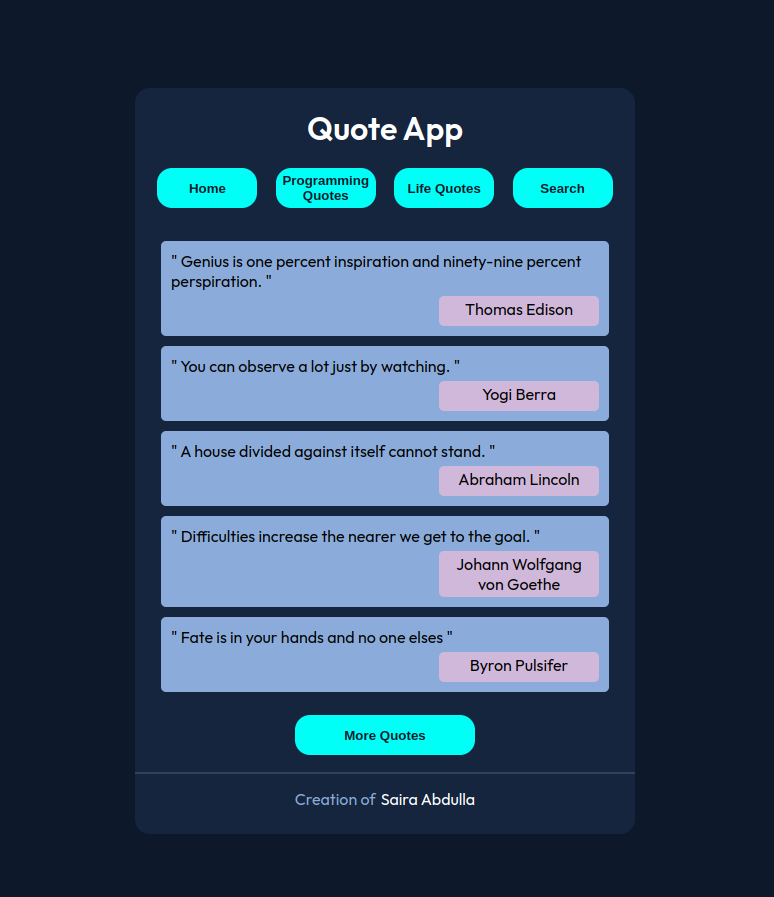 Quote App
Home
Programming
Quotes
Life Quotes
Search
" Genius is one percent inspiration and ninety-nine percent
perspiration. "
Thomas Edison
" You can observe a lot just by watching. "
Yogi Berra
" A house divided against itself cannot stand. "
Abraham Lincoln
" Difficulties increase the nearer we get to the goal. "
Johann Wolfgang
von Goethe
" Fate is in your hands and no one elses "
Byron Pulsifer
More Quotes
Creation of Saira Abdulla